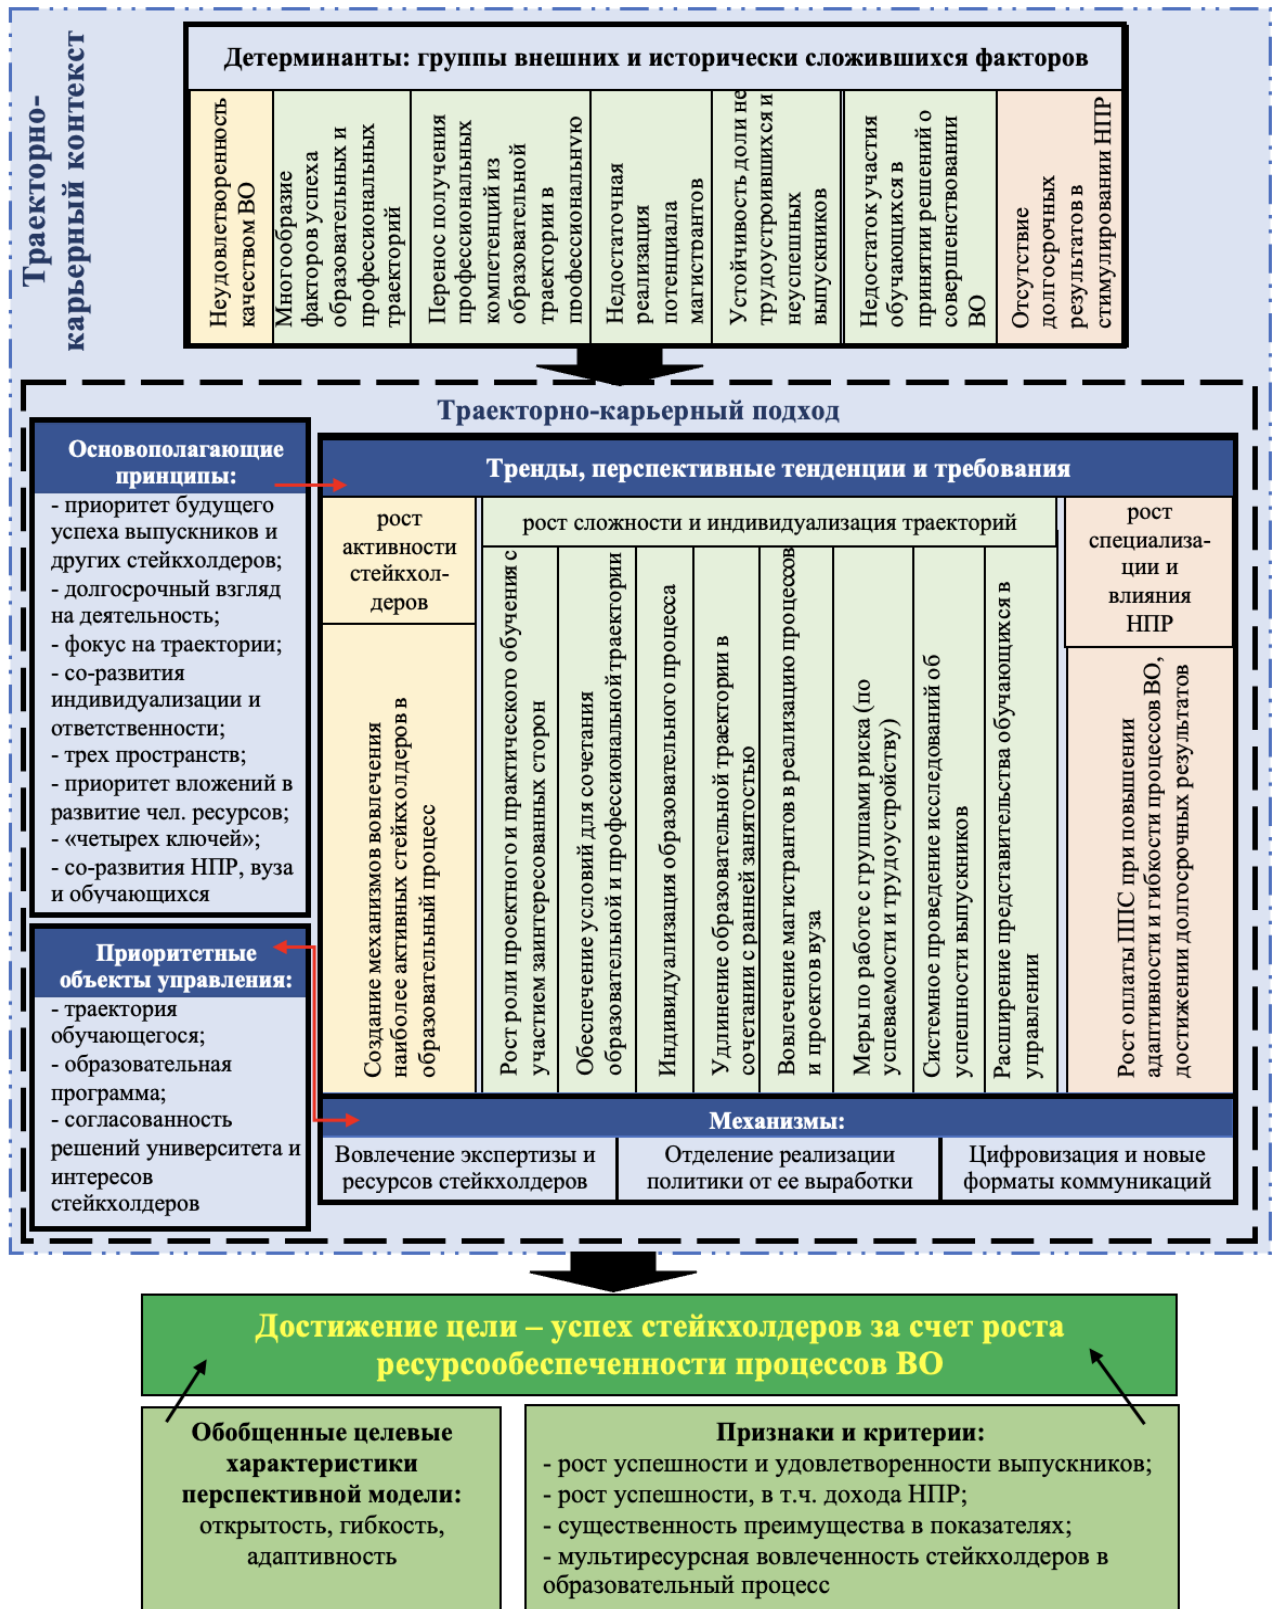 Траекторно-
карьерный контекст
Детерминанты: группы внешних и исторически сложившихся факторов
Неудовлетворенность
качеством ВО
Многообразие
факторов успеха
образовательных и
профессиональных
траекторий
Перенос получения
профессиональных
компетенций из
образовательной
траектории в
профессиональную
Недостаточная
реализация
потенциала
магистрантов
Устойчивость доли не
трудоустроившихся и
неуспешных
выпускников
Недостаток участия
обучающихся в
принятии решений о
совершенствовании
ВО
Отсутствие
долгосрочных
результатов в
стимулировании НПР
Траекторно-карьерный подход
Основополагающие
принципы:
- приоритет будущего
успеха выпускников и
других стейкхолдеров;
- долгосрочный взгляд
на деятельность;
- фокус на траектории;
- со-развития
индивидуализации и
ответственности;
- трех пространств;
- приоритет вложений в
развитие чел. ресурсов;
- «четырех ключей»;
- со-развития НПР, вуза
и обучающихся
Приоритетные
объекты управления:
- траектория
обучающегося;
- образовательная
программа;
- согласованность
решений университета и
интересов
стейкхолдеров
Тренды, перспективные тенденции и требования
рост
активности
стейкхол-
деров
рост сложности и индивидуализация траекторий
рост
специализа-
ции и
влияния
НПР
Создание механизмов вовлечения
наиболее активных стейкхолдеров в
образовательный процесс
Рост роли проектного и практического обучения с
участием заинтересованных сторон
Обеспечение условий для сочетания
образовательной и профессиональной траектории
Индивидуализация образовательного процесса
Удлинение образовательной траектории в
сочетании с ранней занятостью
Вовлечение магистрантов в реализацию процессов
и проектов вуза
Меры по работе с группами риска (по
успеваемости и трудоустройству)
Системное проведение исследований об
успешности выпускников
Расширение представительства обучающихся в
управлении
Рост оплаты ППС при повышении
адаптивности и гибкости процессов ВО,
достижении долгосрочных результатов
Механизмы:
Вовлечение экспертизы и
ресурсов стейкхолдеров
Отделение реализации
политики от ее выработки
Цифровизация и новые
форматы коммуникаций
Достижение цели – успех стейкхолдеров за счет роста
ресурсообеспеченности процессов ВО
Обобщенные целевые
характеристики
перспективной модели:
открытость, гибкость,
адаптивность
Признаки и критерии:
- рост успешности и удовлетворенности выпускников;
- рост успешности, в т.ч. дохода НПР;
- существенность преимущества в показателях;
- мультиресурсная вовлеченность стейкхолдеров в
образовательный процесс